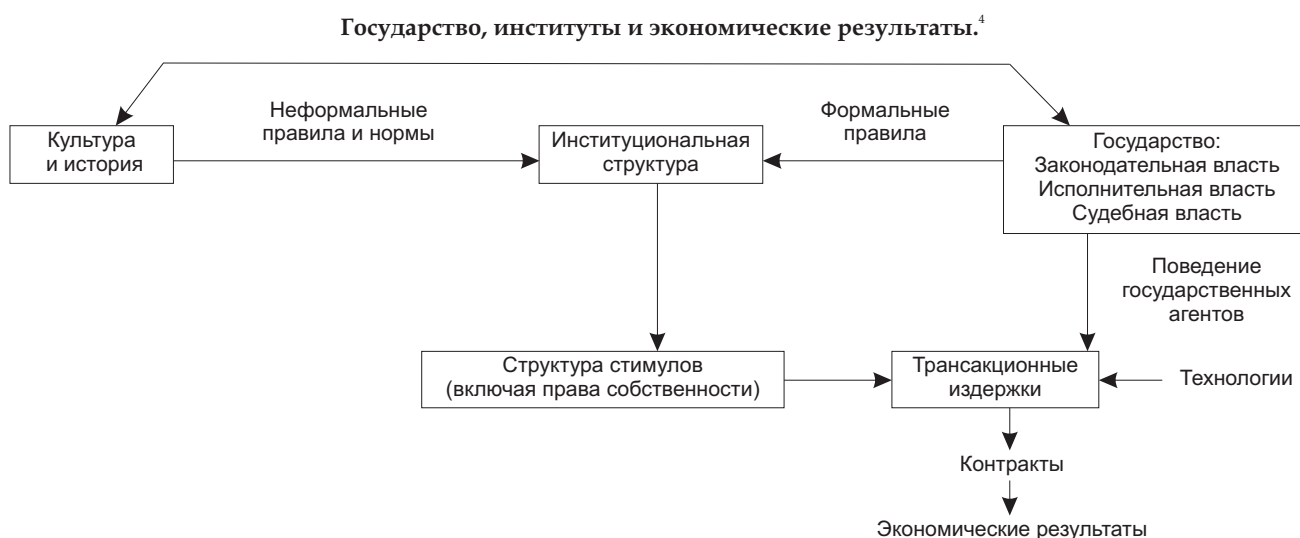 Государство, институты и экономические результаты.⁴
Неформальные
правила и нормы
Формальные
правила
Культура
и история
Институциональная
структура
Государство:
Законодательная власть
Исполнительная власть
Судебная власть
Поведение
государственных
агентов
Структура стимулов
(включая права собственности)
Трансакционные
издержки
Технологии
Контракты
Экономические результаты